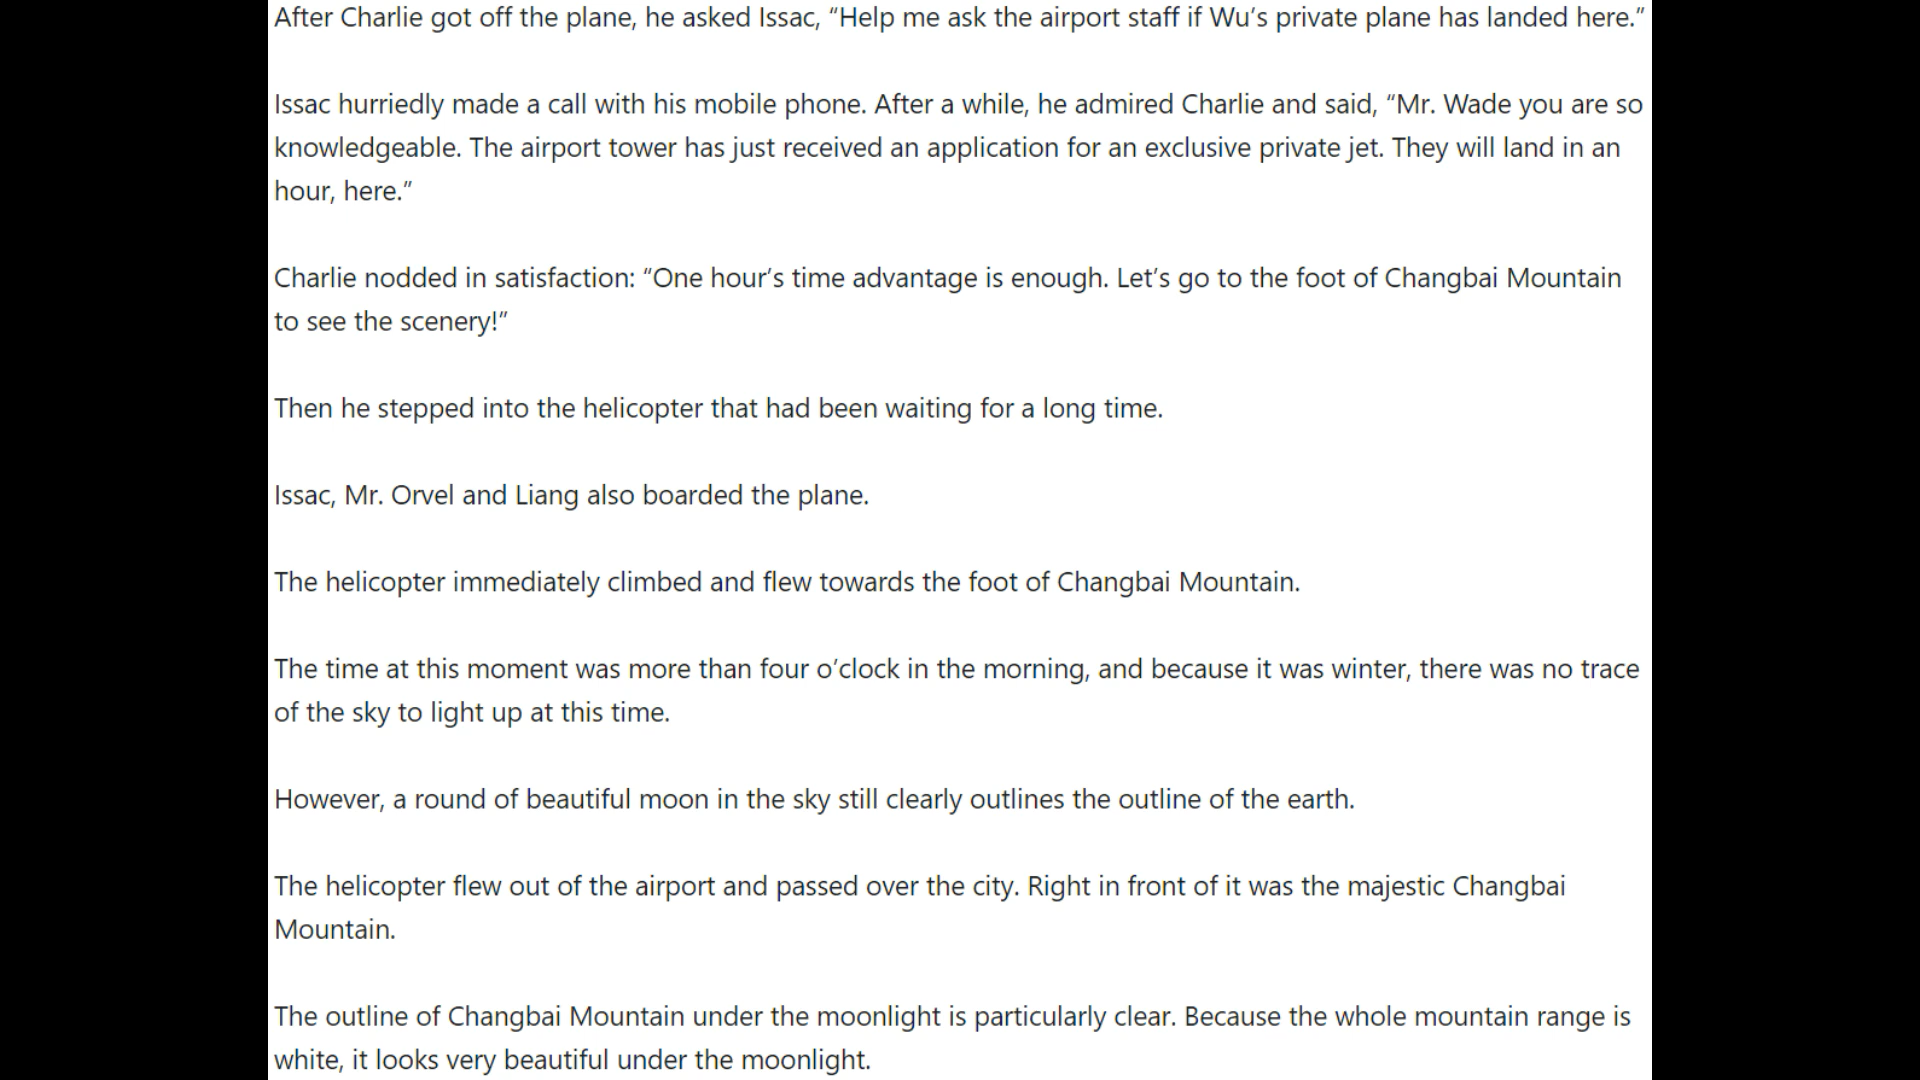 After Charlie got off the plane, he asked Issac, “Help me ask the airport staff if Wu’s private plane has landed here.”
Issac hurriedly made a call with his mobile phone. After a while, he admired Charlie and said, “Mr. Wade you are so
knowledgeable. The airport tower has just received an application for an exclusive private jet. They will land in an
hour, here.”
Charlie nodded in satisfaction: “One hour’s time advantage is enough. Let’s go to the foot of Changbai Mountain
to see the scenery!”
Then he stepped into the helicopter that had been waiting for a long time.
Issac, Mr. Orvel and Liang also boarded the plane.
The helicopter immediately climbed and flew towards the foot of Changbai Mountain.
The time at this moment was more than four o’clock in the morning, and because it was winter, there was no trace
of the sky to light up at this time.
However, a round of beautiful moon in the sky still clearly outlines the outline of the earth.
The helicopter flew out of the airport and passed over the city. Right in front of it was the majestic Changbai
Mountain.
The outline of Changbai Mountain under the moonlight is particularly clear. Because the whole mountain range is
white, it looks very beautiful under the moonlight.